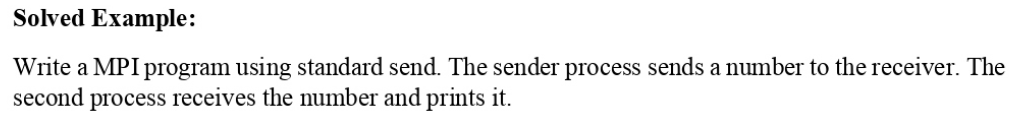 Solved Example:
Write a MPI program using standard send. The sender process sends a number to the receiver. The
second process receives the number and prints it.